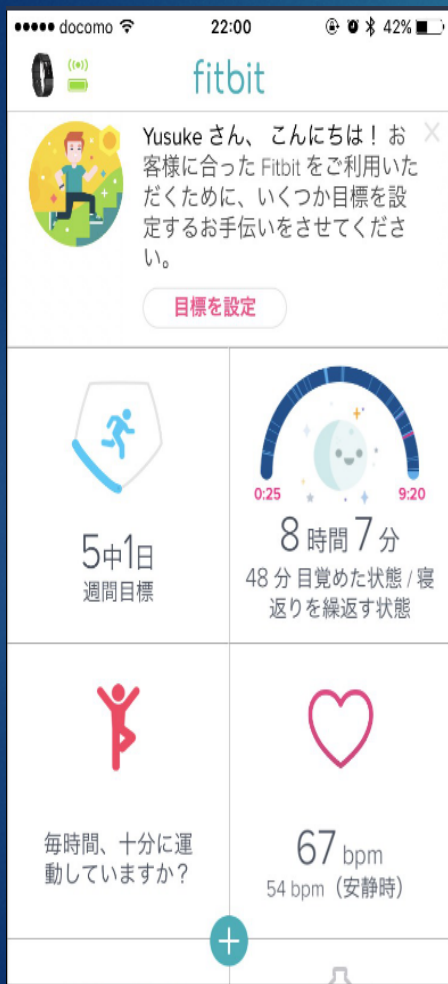 docomo 22:00 42%
fitbit
Yusuke さん、こんにちは！お
客様に合った Fitbit をご利用いた
だくために、いくつか目標を設
定するお手伝いをさせてくださ
い。
目標を設定
5中1日
週間目標
0:25 9:20
8 時間 7 分
48 分 目覚めた状態 / 寝
返りを繰返す状態
毎時間、十分に運
動していますか？
67 bpm
54 bpm（安静時）